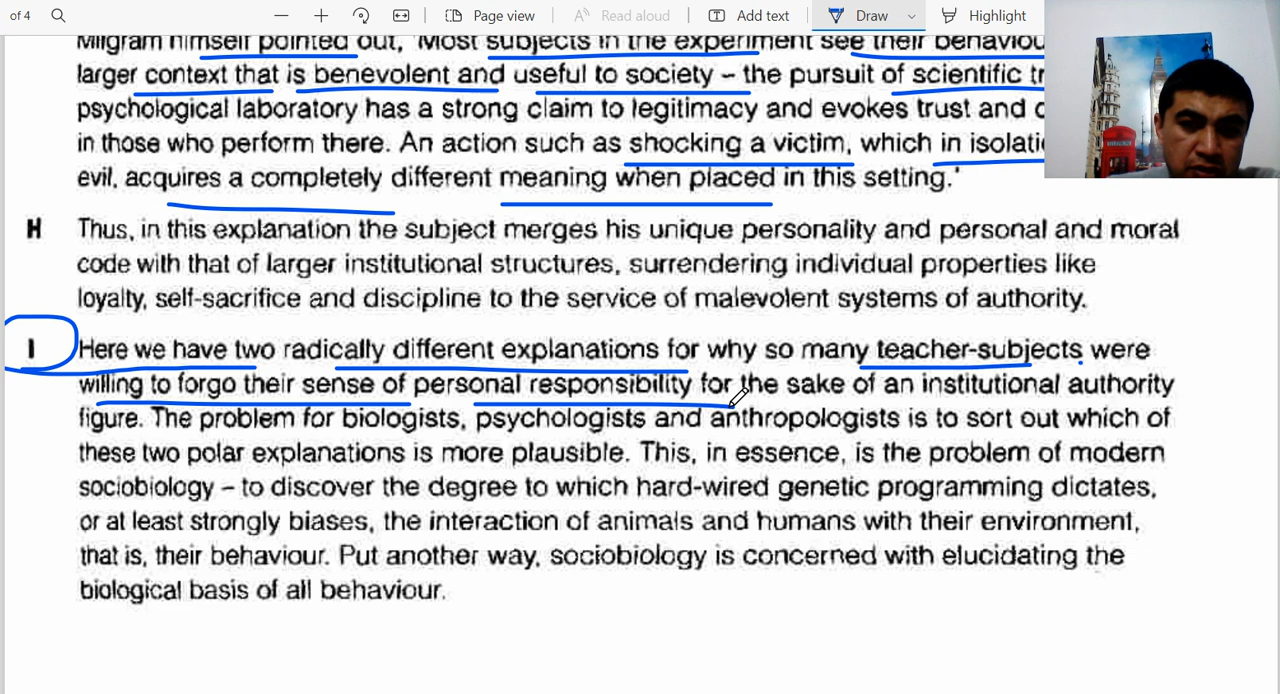 of 4
Page view
Read aloud
Add text
Draw
Highlight
Milgram himself pointed out, 'Most subjects in the experiment see their behaviou
larger context that is benevolent and useful to society – the pursuit of scientific tr
psychological laboratory has a strong claim to legitimacy and evokes trust and c
in those who perform there. An action such as shocking a victim, which in isolati
evil, acquires a completely different meaning when placed in this setting.'
H Thus, in this explanation the subject merges his unique personality and personal and moral
code with that of larger institutional structures, surrendering individual properties like
loyalty, self-sacrifice and discipline to the service of malevolent systems of authority.
I Here we have two radically different explanations for why so many teacher-subjects were
willing to forgo their sense of personal responsibility for the sake of an institutional authority
figure. The problem for biologists, psychologists and anthropologists is to sort out which of
these two polar explanations is more plausible. This, in essence, is the problem of modern
sociobiology – to discover the degree to which hard-wired genetic programming dictates,
or at least strongly biases, the interaction of animals and humans with their environment,
that is, their behaviour. Put another way, sociobiology is concerned with elucidating the
biological basis of all behaviour.